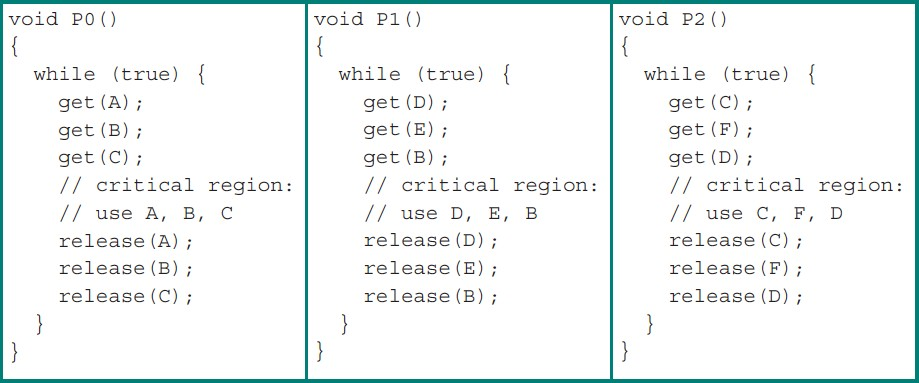 void P0()
{
while (true) {
get(A);
get(B);
get(C);
// critical region:
// use A, B, C
release(A);
release(B);
release(C);
}
}
void P1()
{
while (true) {
get(D);
get(E);
get(B);
// critical region:
// use D, E, B
release(D);
release(E);
release(B);
}
}
void P2()
{
while (true) {
get(C);
get(F);
get(D);
// critical region:
// use C, F, D
release(C);
release(F);
release(D);
}
}